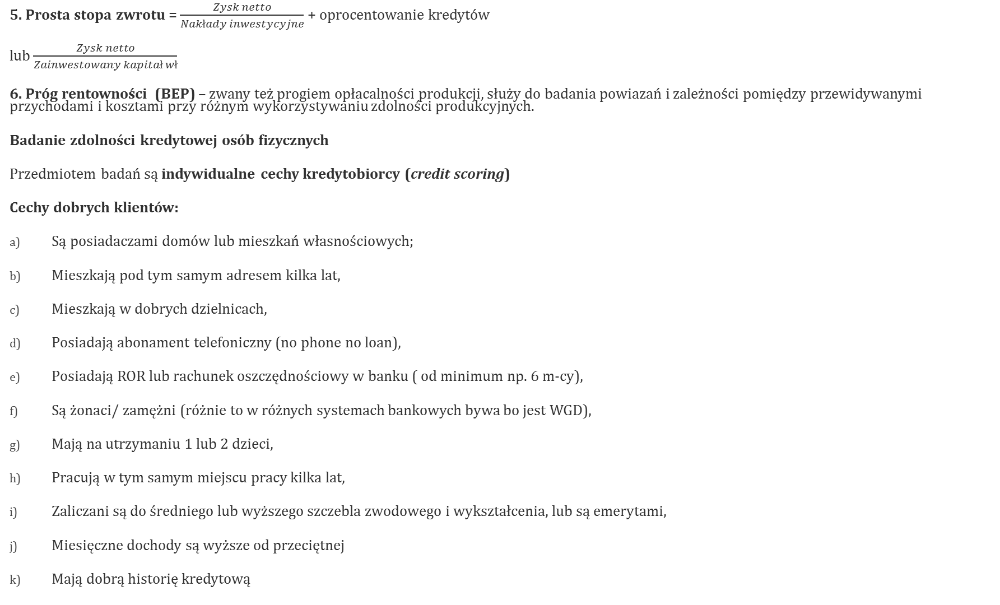 5. Prosta stopa zwrotu = Zysk netto / Nakłady inwestycyjne + oprocentowanie kredytów
lub Zysk netto / Zainwestowany kapitał wł
6. Próg rentowności (BEP) – zwany też progiem opłacalności produkcji, służy do badania powiazań i zależności pomiędzy przewidywanymi
przychodami i kosztami przy różnym wykorzystywaniu zdolności produkcyjnych.
Badanie zdolności kredytowej osób fizycznych
Przedmiotem badań są indywidualne cechy kredytobiorcy (credit scoring)
Cechy dobrych klientów:
a) Są posiadaczami domów lub mieszkań własnościowych;
b) Mieszkają pod tym samym adresem kilka lat,
c) Mieszkają w dobrych dzielnicach,
d) Posiadają abonament telefoniczny (no phone no loan),
e) Posiadają ROR lub rachunek oszczędnościowy w banku ( od minimum np. 6 m-cy),
f) Są żonaci/ zamężni (różnie to w różnych systemach bankowych bywa bo jest WGD),
g) Mają na utrzymaniu 1 lub 2 dzieci,
h) Pracują w tym samym miejscu pracy kilka lat,
i) Zaliczani są do średniego lub wyższego szczebla zwodowego i wykształcenia, lub są emerytami,
j) Miesięczne dochody są wyższe od przeciętnej
k) Mają dobrą historię kredytową